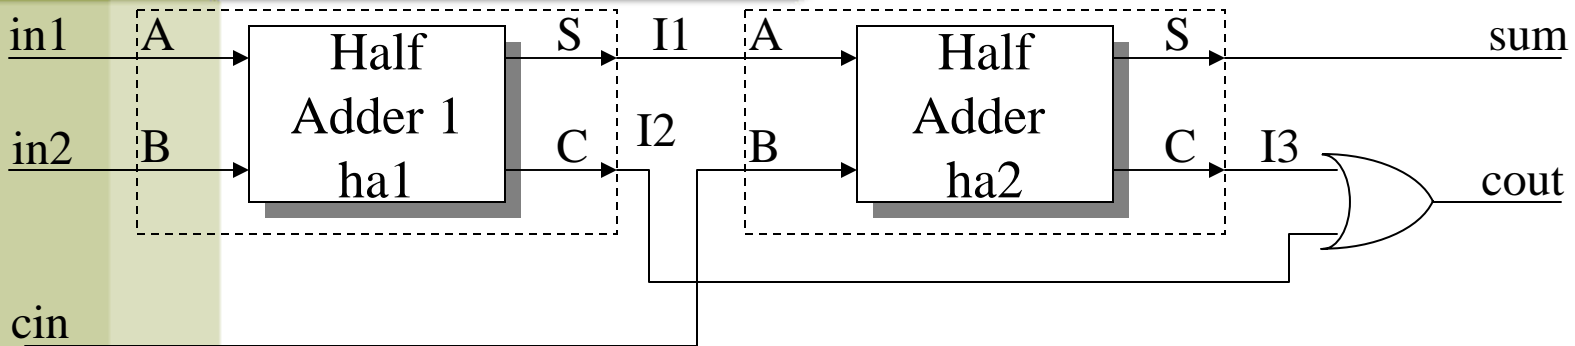 in1
A
Half
Adder 1
ha1
S
I1
A
Half
Adder
ha2
S
sum
in2
B
C
I2
B
C
I3
cout
cin